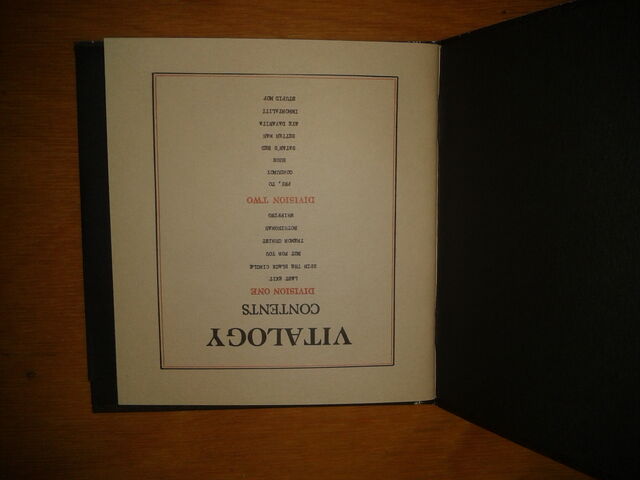 VITALOGY
CONTENTS
DIVISION ONE
LAST EXIT
SPIN THE BLACK CIRCLE
NOT FOR YOU
TREMOR CHRIST
NOTHINGMAN
WHIPPING
DIVISION TWO
PRY, TO
CORDUROY
BUGS
SATAN'S BED
BETTER MAN
AYE DAVANITA
IMMORTALITY
STUPID MOP